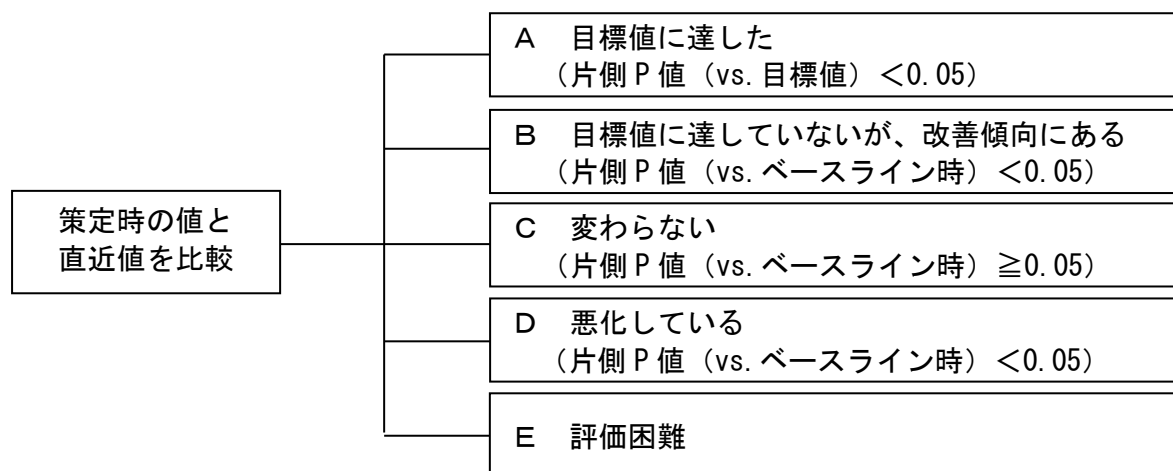 策定時の値と
直近値を比較
A 目標値に達した
（片側P値（vs.目標値）＜0.05）
B 目標値に達していないが、改善傾向にある
（片側P値（vs.ベースライン時）＜0.05）
C 変わらない
（片側P値（vs.ベースライン時）≧0.05）
D 悪化している
（片側P値（vs.ベースライン時）＜0.05）
E 評価困難